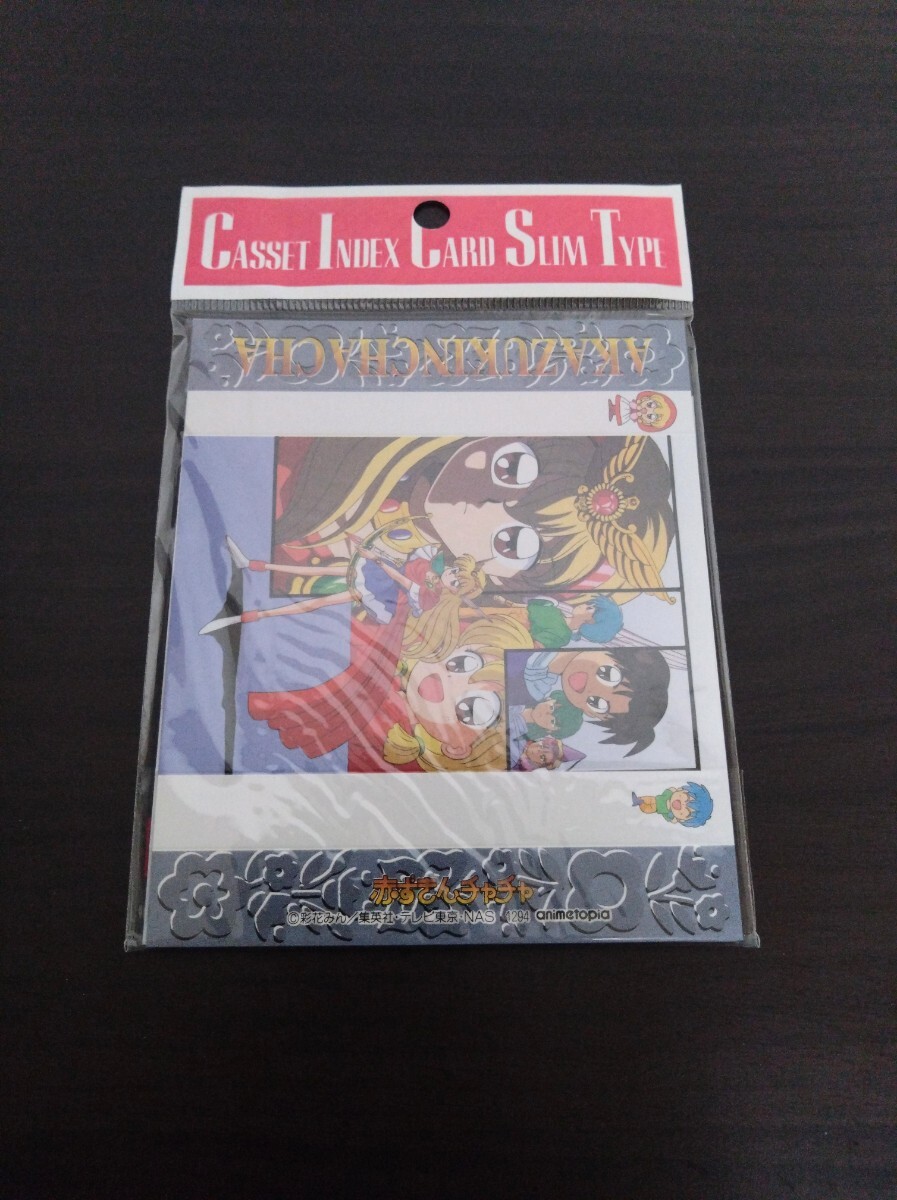 CASSET INDEX CARD SLIM TYPE
AKAZUKINCHACHA
赤ずきんチャチャ
©彩花みん／集英社・テレビ東京・NAS 1294 animetopia